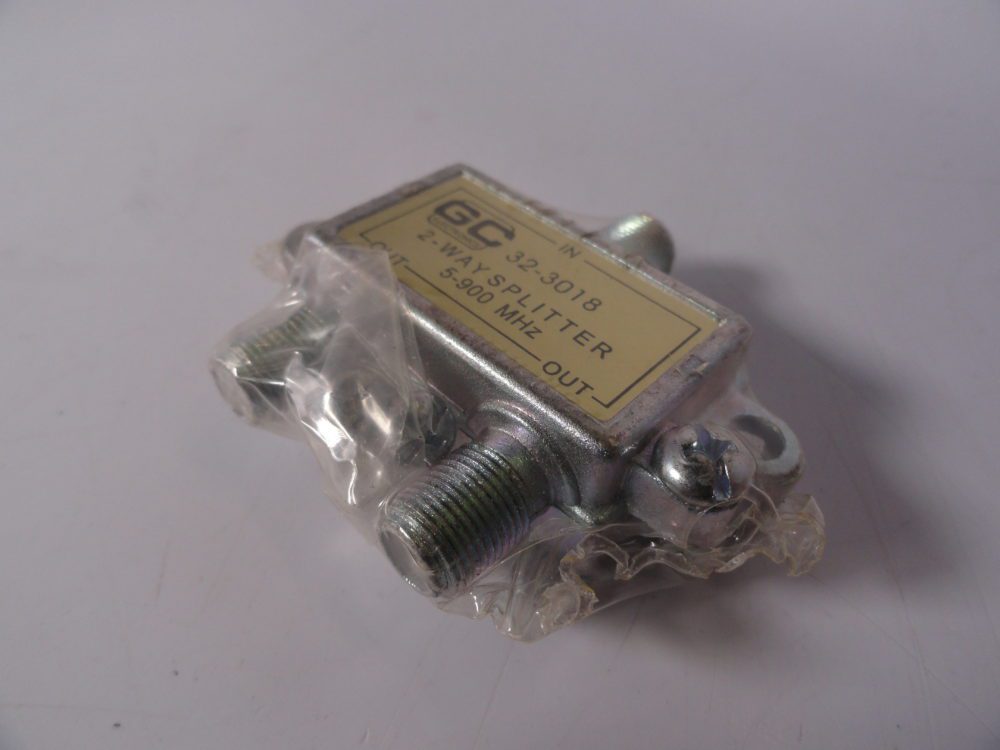 GC
IN
32-3018
2-WAY SPLITTER
5-900 MHz
OUT
OUT